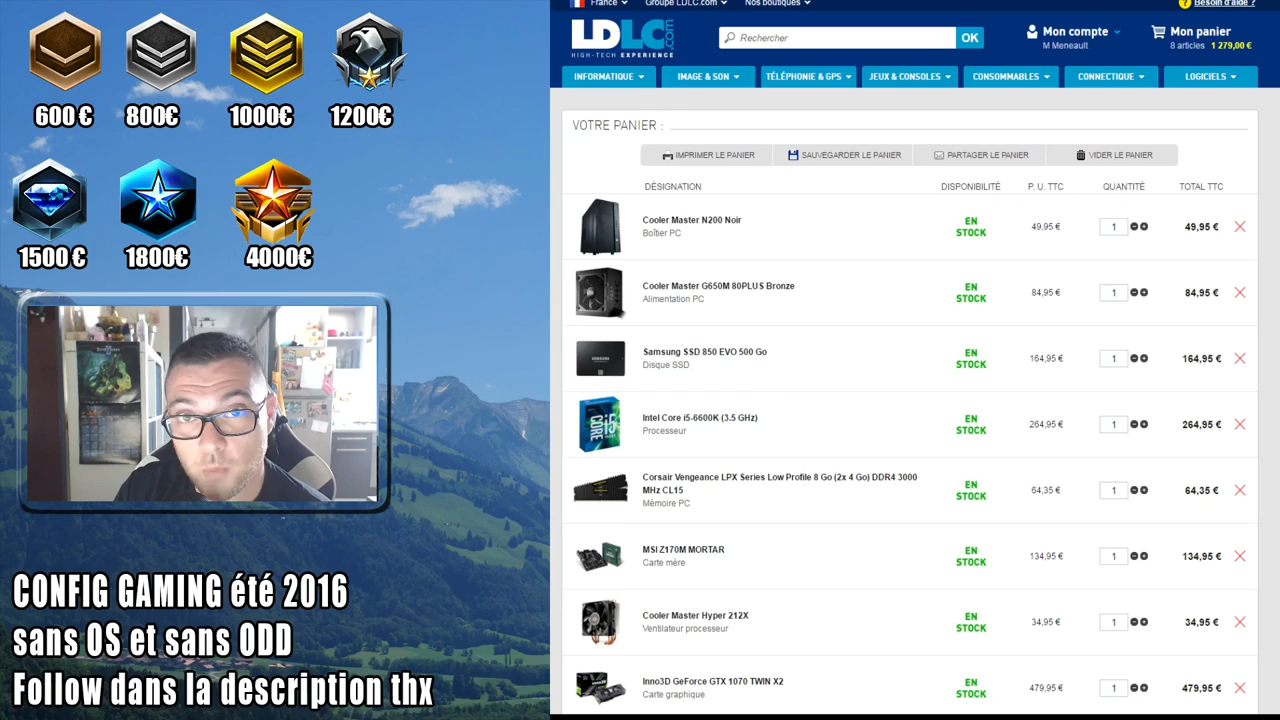 600€ 800€ 1000€ 1200€
1500€ 1800€ 4000€
CONFIG GAMING été 2016
sans OS et sans ODD
Follow dans la description thx
France Groupe LDLC.com Nos boutiques ? Besoin d'aide ?
LDLC.com
HIGH-TECH EXPERIENCE
Rechercher OK
Mon compte
M Meneault
Mon panier
8 articles 1 279,00 €
INFORMATIQUE IMAGE & SON TÉLÉPHONIE & GPS JEUX & CONSOLES CONSOMMABLES CONNECTIQUE LOGICIELS
VOTRE PANIER :
IMPRIMER LE PANIER SAUVEGARDER LE PANIER PARTAGER LE PANIER VIDER LE PANIER
DÉSIGNATION DISPONIBILITÉ P. U. TTC QUANTITÉ TOTAL TTC
Cooler Master N200 Noir
Boîtier PC
EN STOCK 49,95 € 1 49,95 €
Cooler Master G650M 80PLUS Bronze
Alimentation PC
EN STOCK 84,95 € 1 84,95 €
Samsung SSD 850 EVO 500 Go
Disque SSD
EN STOCK 164,95 € 1 164,95 €
Intel Core i5-6600K (3.5 GHz)
Processeur
EN STOCK 264,95 € 1 264,95 €
Corsair Vengeance LPX Series Low Profile 8 Go (2x 4 Go) DDR4 3000
MHz CL15
Mémoire PC
EN STOCK 64,35 € 1 64,35 €
MSI Z170M MORTAR
Carte mère
EN STOCK 134,95 € 1 134,95 €
Cooler Master Hyper 212X
Ventilateur processeur
EN STOCK 34,95 € 1 34,95 €
Inno3D GeForce GTX 1070 TWIN X2
Carte graphique
EN STOCK 479,95 € 1 479,95 €